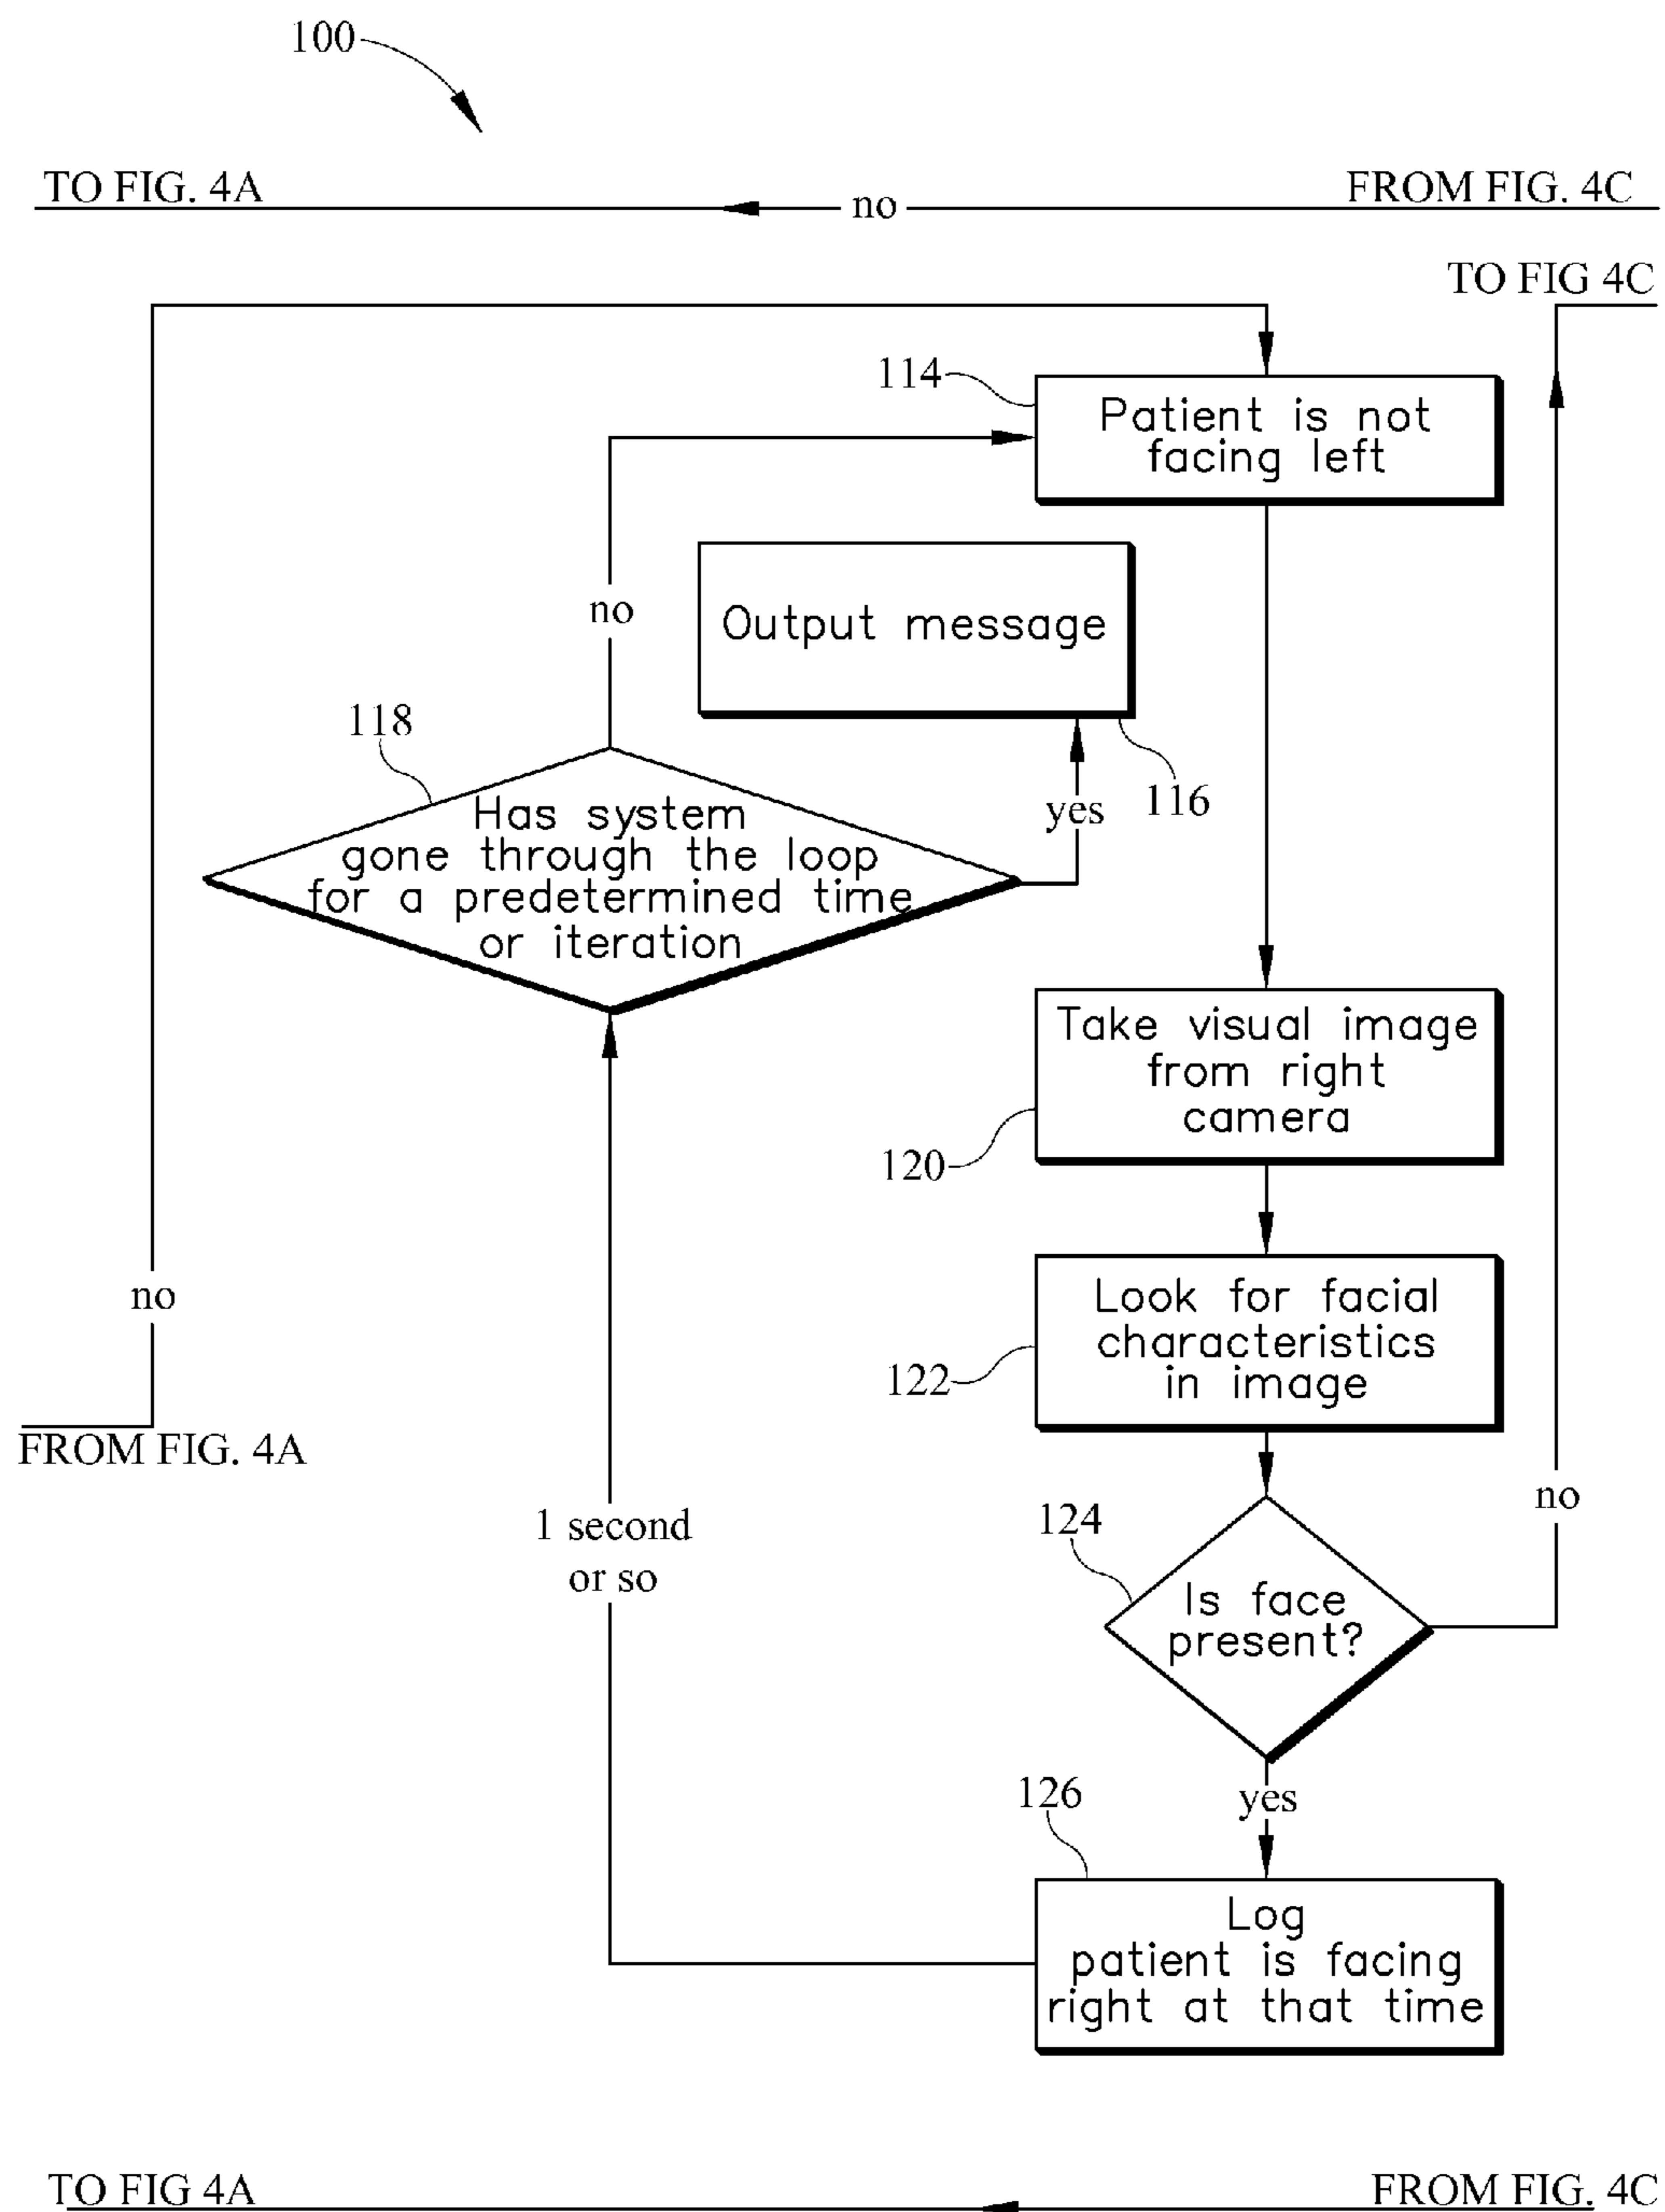 100
TO FIG. 4A
FROM FIG. 4C
no
TO FIG 4C
114
Patient is not
facing left
no
Output message
118
116
yes
Has system
gone through the loop
for a predetermined time
or iteration
Take visual image
from right
camera
120
no
Look for facial
characteristics
in image
122
FROM FIG. 4A
no
1 second
or so
124
Is face
present?
126
yes
Log
patient is facing
right at that time
TO FIG 4A
FROM FIG. 4C